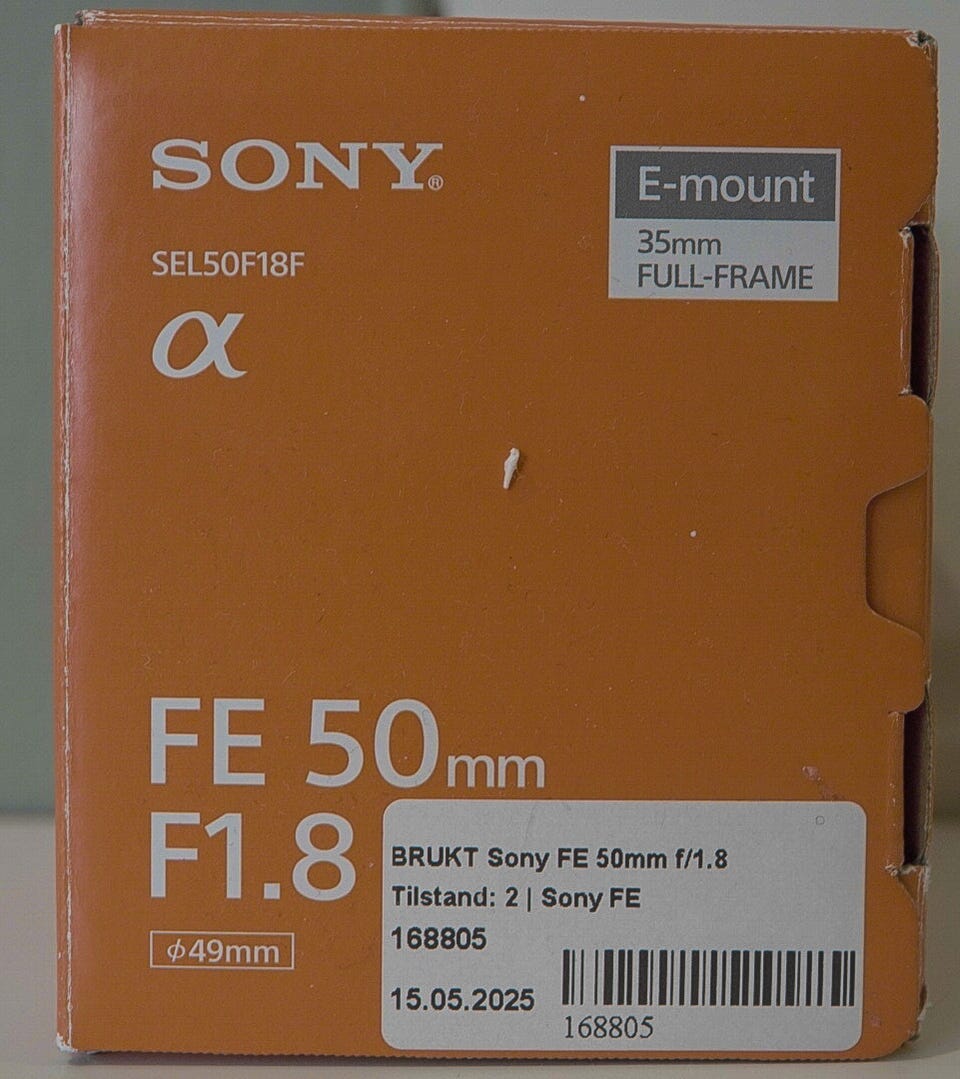 SONY®
E-mount
35mm
FULL-FRAME
SEL50F18F
α
FE 50mm
F1.8
φ49mm
BRUKT Sony FE 50mm f/1.8
Tilstand: 2 | Sony FE
168805
15.05.2025
168805